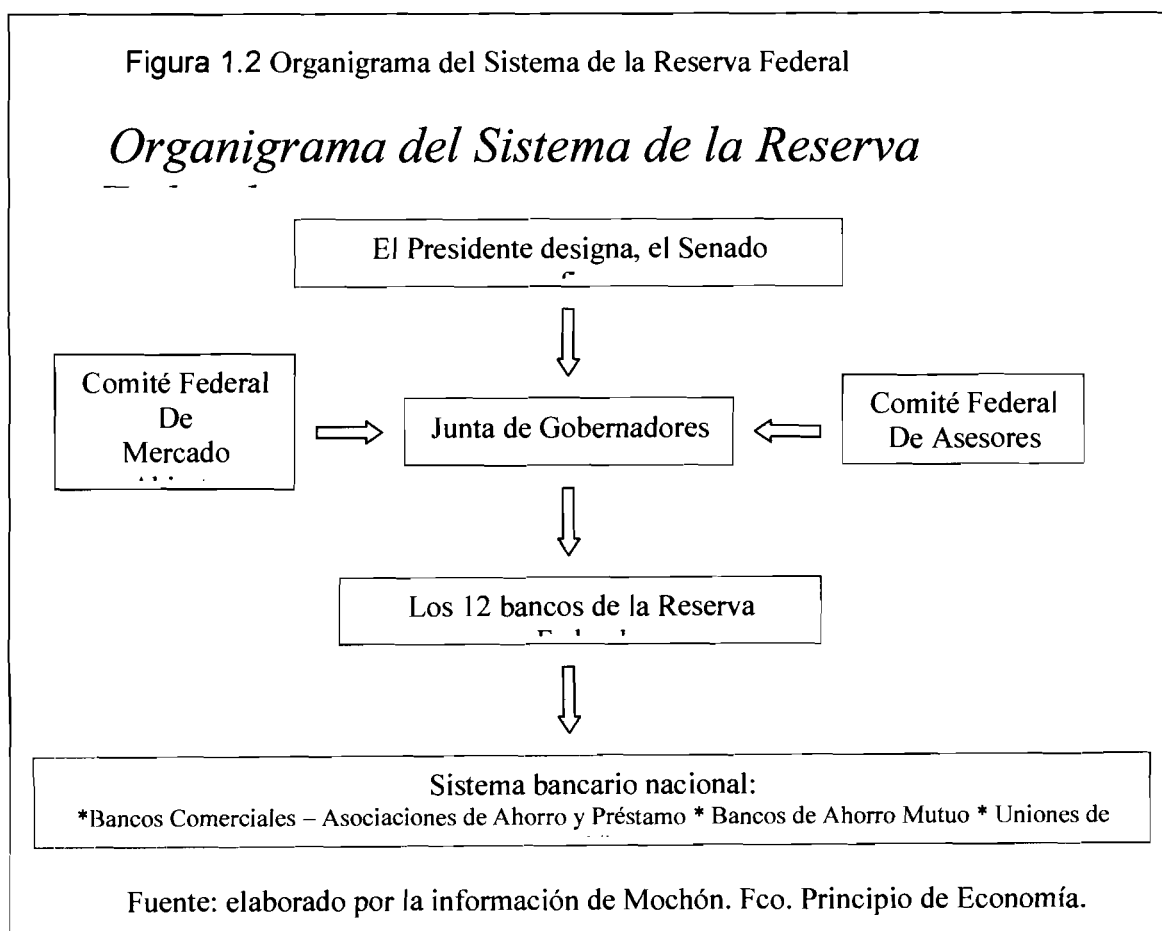 Figura 1.2 Organigrama del Sistema de la Reserva Federal
Organigrama del Sistema de la Reserva
El Presidente designa, el Senado
Comité Federal
De
Mercado
Junta de Gobernadores
Comité Federal
De Asesores
Los 12 bancos de la Reserva
Sistema bancario nacional:
*Bancos Comerciales – Asociaciones de Ahorro y Préstamo * Bancos de Ahorro Mutuo * Uniones de
Fuente: elaborado por la información de Mochón. Fco. Principio de Economía.